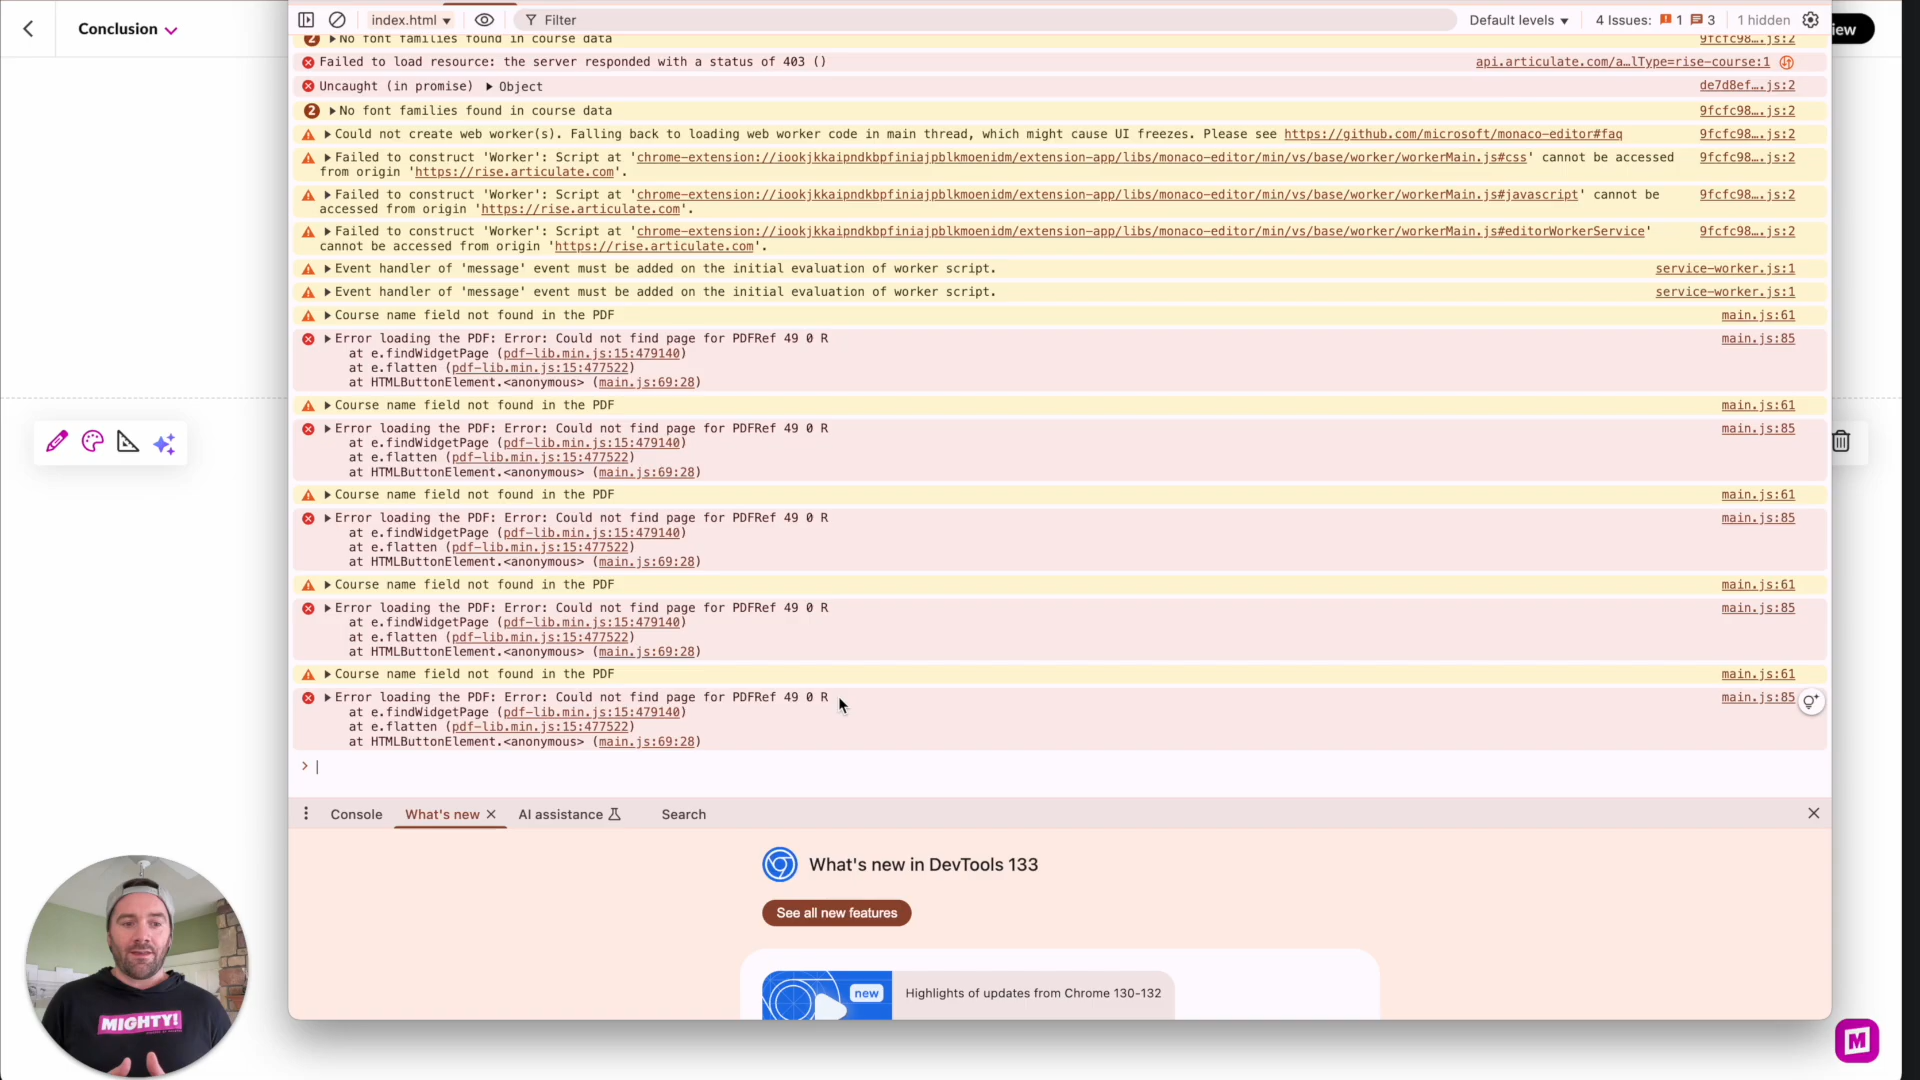 Conclusion
index.html
Filter
Default levels
4 Issues: 1 3
1 hidden
iew
2 No font families found in course data 9fcfc98….js:2
Failed to load resource: the server responded with a status of 403 () api.articulate.com/a…lType=rise-course:1
Uncaught (in promise) Object de7d8ef….js:2
2 No font families found in course data 9fcfc98….js:2
Could not create web worker(s). Falling back to loading web worker code in main thread, which might cause UI freezes. Please see https://github.com/microsoft/monaco-editor#faq 9fcfc98….js:2
Failed to construct 'Worker': Script at 'chrome-extension://iookjkkaipndkbpfiniajpblkmoenidm/extension-app/libs/monaco-editor/min/vs/base/worker/workerMain.js#css' cannot be accessed 9fcfc98….js:2
from origin 'https://rise.articulate.com'.
Failed to construct 'Worker': Script at 'chrome-extension://iookjkkaipndkbpfiniajpblkmoenidm/extension-app/libs/monaco-editor/min/vs/base/worker/workerMain.js#javascript' cannot be 9fcfc98….js:2
accessed from origin 'https://rise.articulate.com'.
Failed to construct 'Worker': Script at 'chrome-extension://iookjkkaipndkbpfiniajpblkmoenidm/extension-app/libs/monaco-editor/min/vs/base/worker/workerMain.js#editorWorkerService' 9fcfc98….js:2
cannot be accessed from origin 'https://rise.articulate.com'.
Event handler of 'message' event must be added on the initial evaluation of worker script. service-worker.js:1
Event handler of 'message' event must be added on the initial evaluation of worker script. service-worker.js:1
Course name field not found in the PDF main.js:61
Error loading the PDF: Error: Could not find page for PDFRef 49 0 R main.js:85
at e.findWidgetPage (pdf-lib.min.js:15:479140)
at e.flatten (pdf-lib.min.js:15:477522)
at HTMLButtonElement.<anonymous> (main.js:69:28)
Course name field not found in the PDF main.js:61
Error loading the PDF: Error: Could not find page for PDFRef 49 0 R main.js:85
at e.findWidgetPage (pdf-lib.min.js:15:479140)
at e.flatten (pdf-lib.min.js:15:477522)
at HTMLButtonElement.<anonymous> (main.js:69:28)
Course name field not found in the PDF main.js:61
Error loading the PDF: Error: Could not find page for PDFRef 49 0 R main.js:85
at e.findWidgetPage (pdf-lib.min.js:15:479140)
at e.flatten (pdf-lib.min.js:15:477522)
at HTMLButtonElement.<anonymous> (main.js:69:28)
Course name field not found in the PDF main.js:61
Error loading the PDF: Error: Could not find page for PDFRef 49 0 R main.js:85
at e.findWidgetPage (pdf-lib.min.js:15:479140)
at e.flatten (pdf-lib.min.js:15:477522)
at HTMLButtonElement.<anonymous> (main.js:69:28)
Course name field not found in the PDF main.js:61
Error loading the PDF: Error: Could not find page for PDFRef 49 0 R main.js:85
at e.findWidgetPage (pdf-lib.min.js:15:479140)
at e.flatten (pdf-lib.min.js:15:477522)
at HTMLButtonElement.<anonymous> (main.js:69:28)
Console
What's new
AI assistance
Search
What's new in DevTools 133
See all new features
new
Highlights of updates from Chrome 130-132
MIGHTY!
M